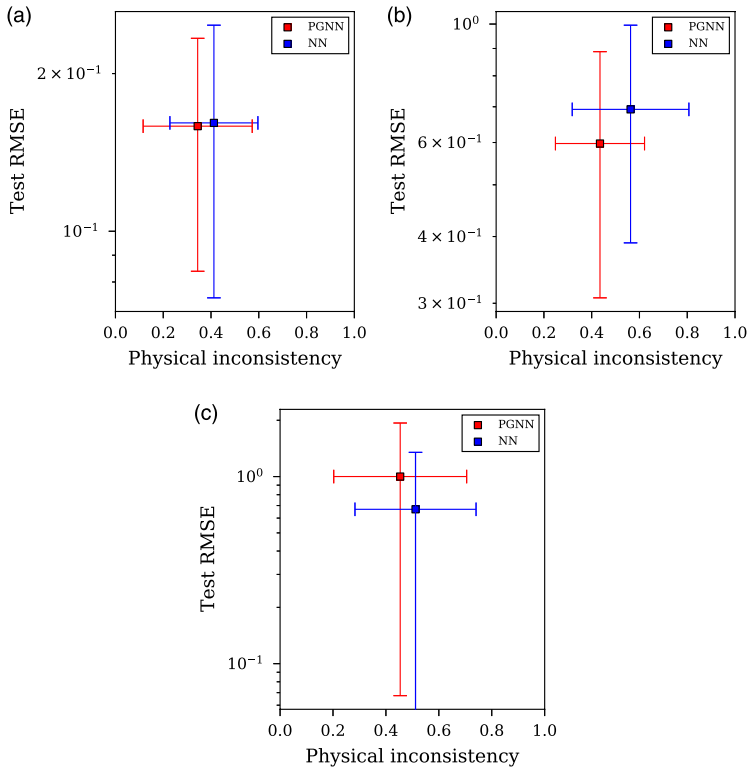 (a)
PGNN
NN
2 × 10⁻¹
10⁻¹
Test RMSE
0.0 0.2 0.4 0.6 0.8 1.0
Physical inconsistency
(b)
PGNN
NN
10⁰
6 × 10⁻¹
4 × 10⁻¹
3 × 10⁻¹
Test RMSE
0.0 0.2 0.4 0.6 0.8 1.0
Physical inconsistency
(c)
PGNN
NN
10⁰
10⁻¹
Test RMSE
0.0 0.2 0.4 0.6 0.8 1.0
Physical inconsistency